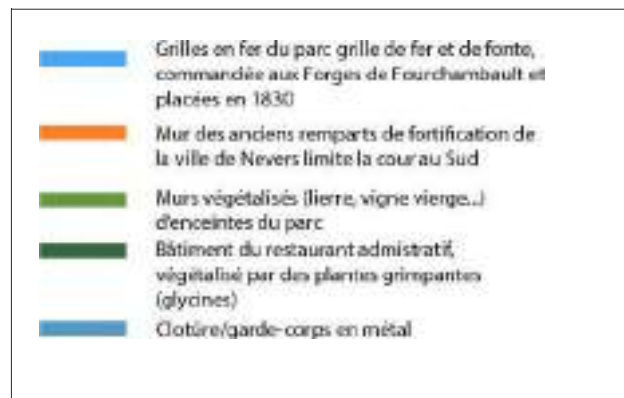 Grilles en fer du parc grille de fer et de fonte,
commandée aux Forges de Fourchambault et
placées en 1830
Mur des anciens remparts de fortification de
la ville de Nevers limite la cour au Sud
Murs végétalisés (lierre, vigne vierge...)
d'enceintes du parc
Bâtiment du restaurant admistratif,
végétalisé par des plantes grimpantes
(glycines)
Clotûre/garde-corps en métal